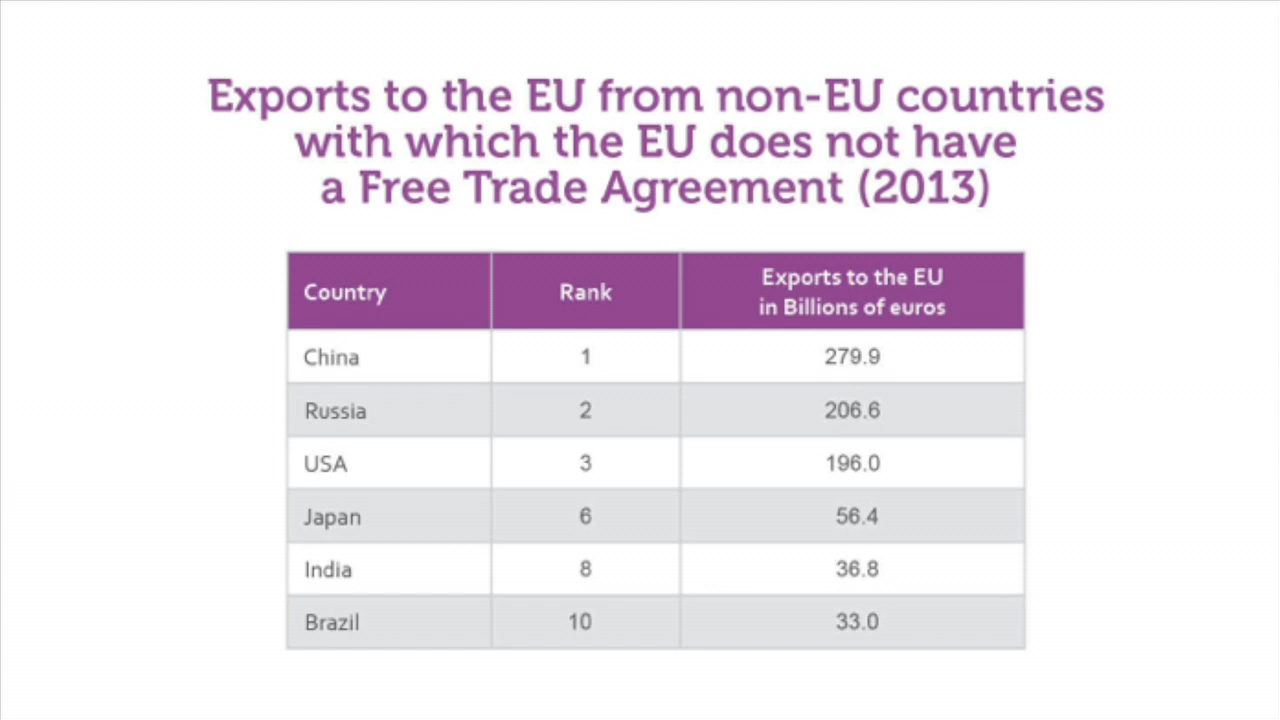 Exports to the EU from non-EU countries
with which the EU does not have
a Free Trade Agreement (2013)
Country Rank Exports to the EU
in Billions of euros
China 1 279.9
Russia 2 206.6
USA 3 196.0
Japan 6 56.4
India 8 36.8
Brazil 10 33.0